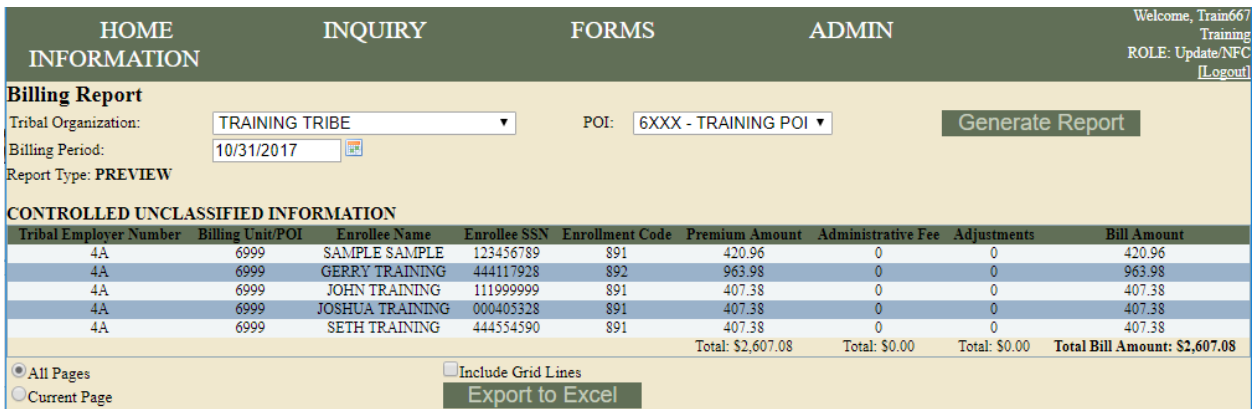 HOME INQUIRY FORMS ADMIN
INFORMATION
Welcome, Train667
Training
ROLE: Update/NFC
[Logout]
Billing Report
Tribal Organization: TRAINING TRIBE POI: 6XXX - TRAINING POI Generate Report
Billing Period: 10/31/2017
Report Type: PREVIEW
CONTROLLED UNCLASSIFIED INFORMATION
Tribal Employer Number Billing Unit/POI Enrollee Name Enrollee SSN Enrollment Code Premium Amount Administrative Fee Adjustments Bill Amount
4A 6999 SAMPLE SAMPLE 123456789 891 420.96 0 0 420.96
4A 6999 GERRY TRAINING 444117928 892 963.98 0 0 963.98
4A 6999 JOHN TRAINING 111999999 891 407.38 0 0 407.38
4A 6999 JOSHUA TRAINING 000405328 891 407.38 0 0 407.38
4A 6999 SETH TRAINING 444554590 891 407.38 0 0 407.38
Total: $2,607.08 Total: $0.00 Total: $0.00 Total Bill Amount: $2,607.08
All Pages Include Grid Lines
Current Page Export to Excel